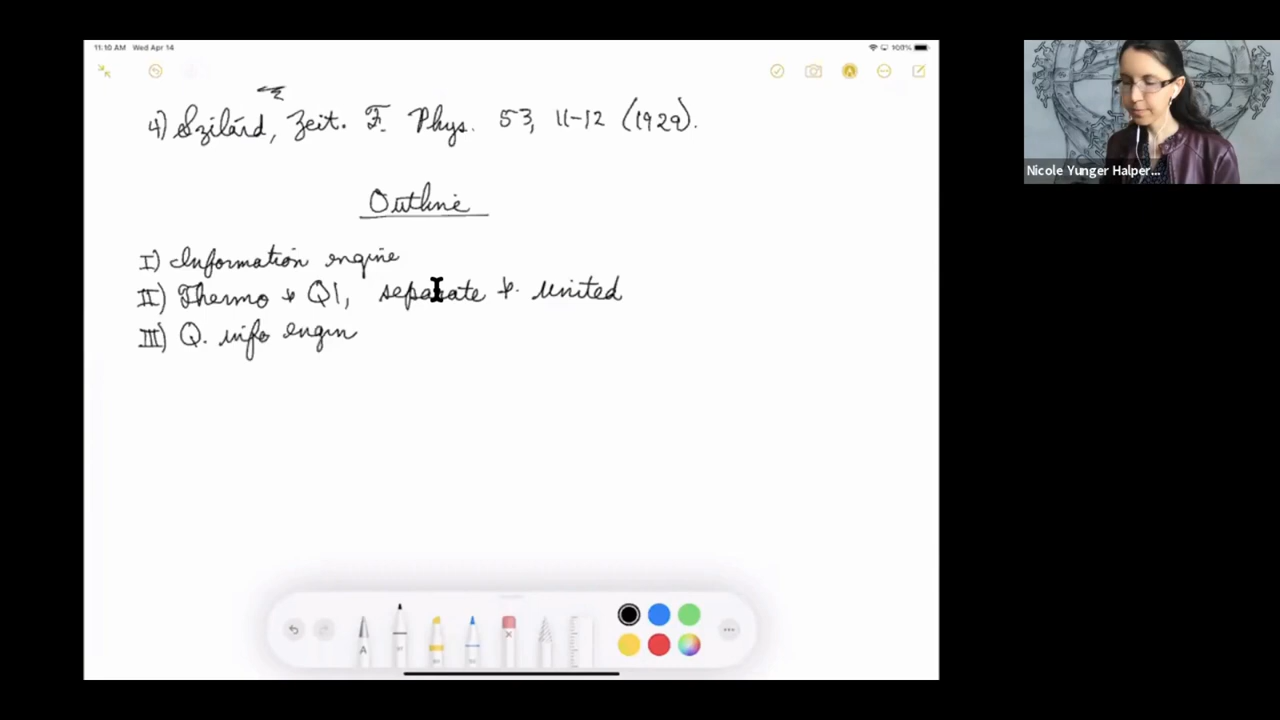 11:10 AM Wed Apr 14
100%
4) Szilárd, Zeit. F. Phys. 53, 11-12 (1929).
Outline
I) Information engine
II) Thermo & QI, separate & united
III) Q. info engin
Nicole Yunger Halper...
A